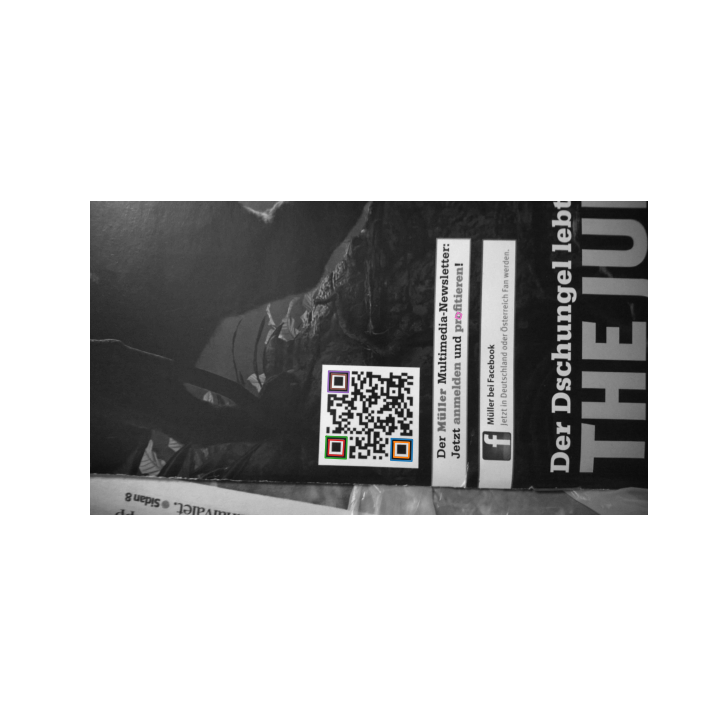 Der Müller Multimedia-Newsletter:
Jetzt anmelden und profitieren!
f
Müller bei Facebook
Jetzt in Deutschland oder Österreich Fan werden.
Der Dschungel lebt
THE JU
Sidan 8